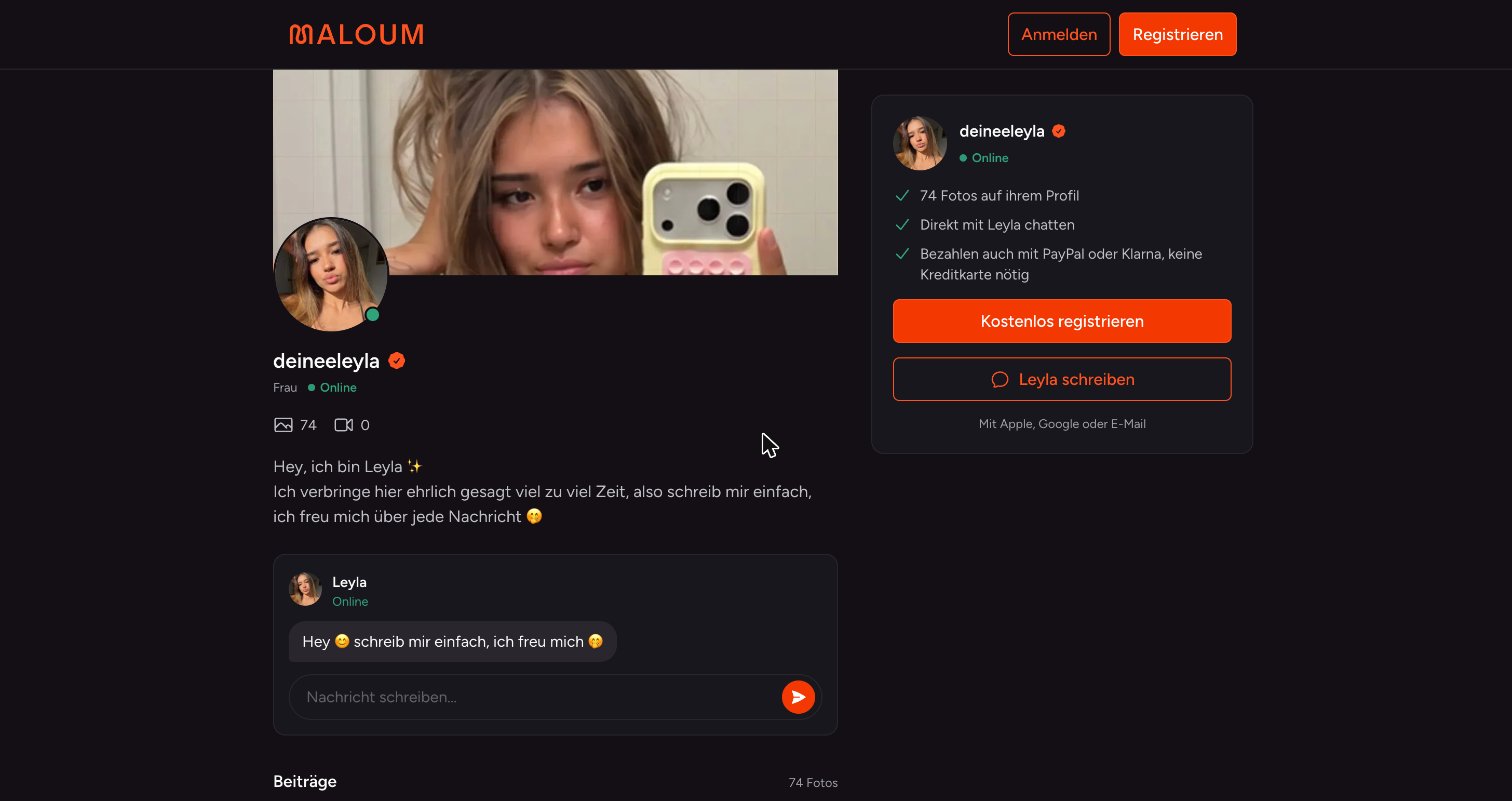 MALOUM
Anmelden
Registrieren
deineeleyla
Frau
Online
74
0
Hey, ich bin Leyla ✨
Ich verbringe hier ehrlich gesagt viel zu viel Zeit, also schreib mir einfach,
ich freu mich über jede Nachricht 🤭
Leyla
Online
Hey 😊 schreib mir einfach, ich freu mich 🤭
Nachricht schreiben...
Beiträge
74 Fotos
deineeleyla
Online
74 Fotos auf ihrem Profil
Direkt mit Leyla chatten
Bezahlen auch mit PayPal oder Klarna, keine
Kreditkarte nötig
Kostenlos registrieren
Leyla schreiben
Mit Apple, Google oder E-Mail